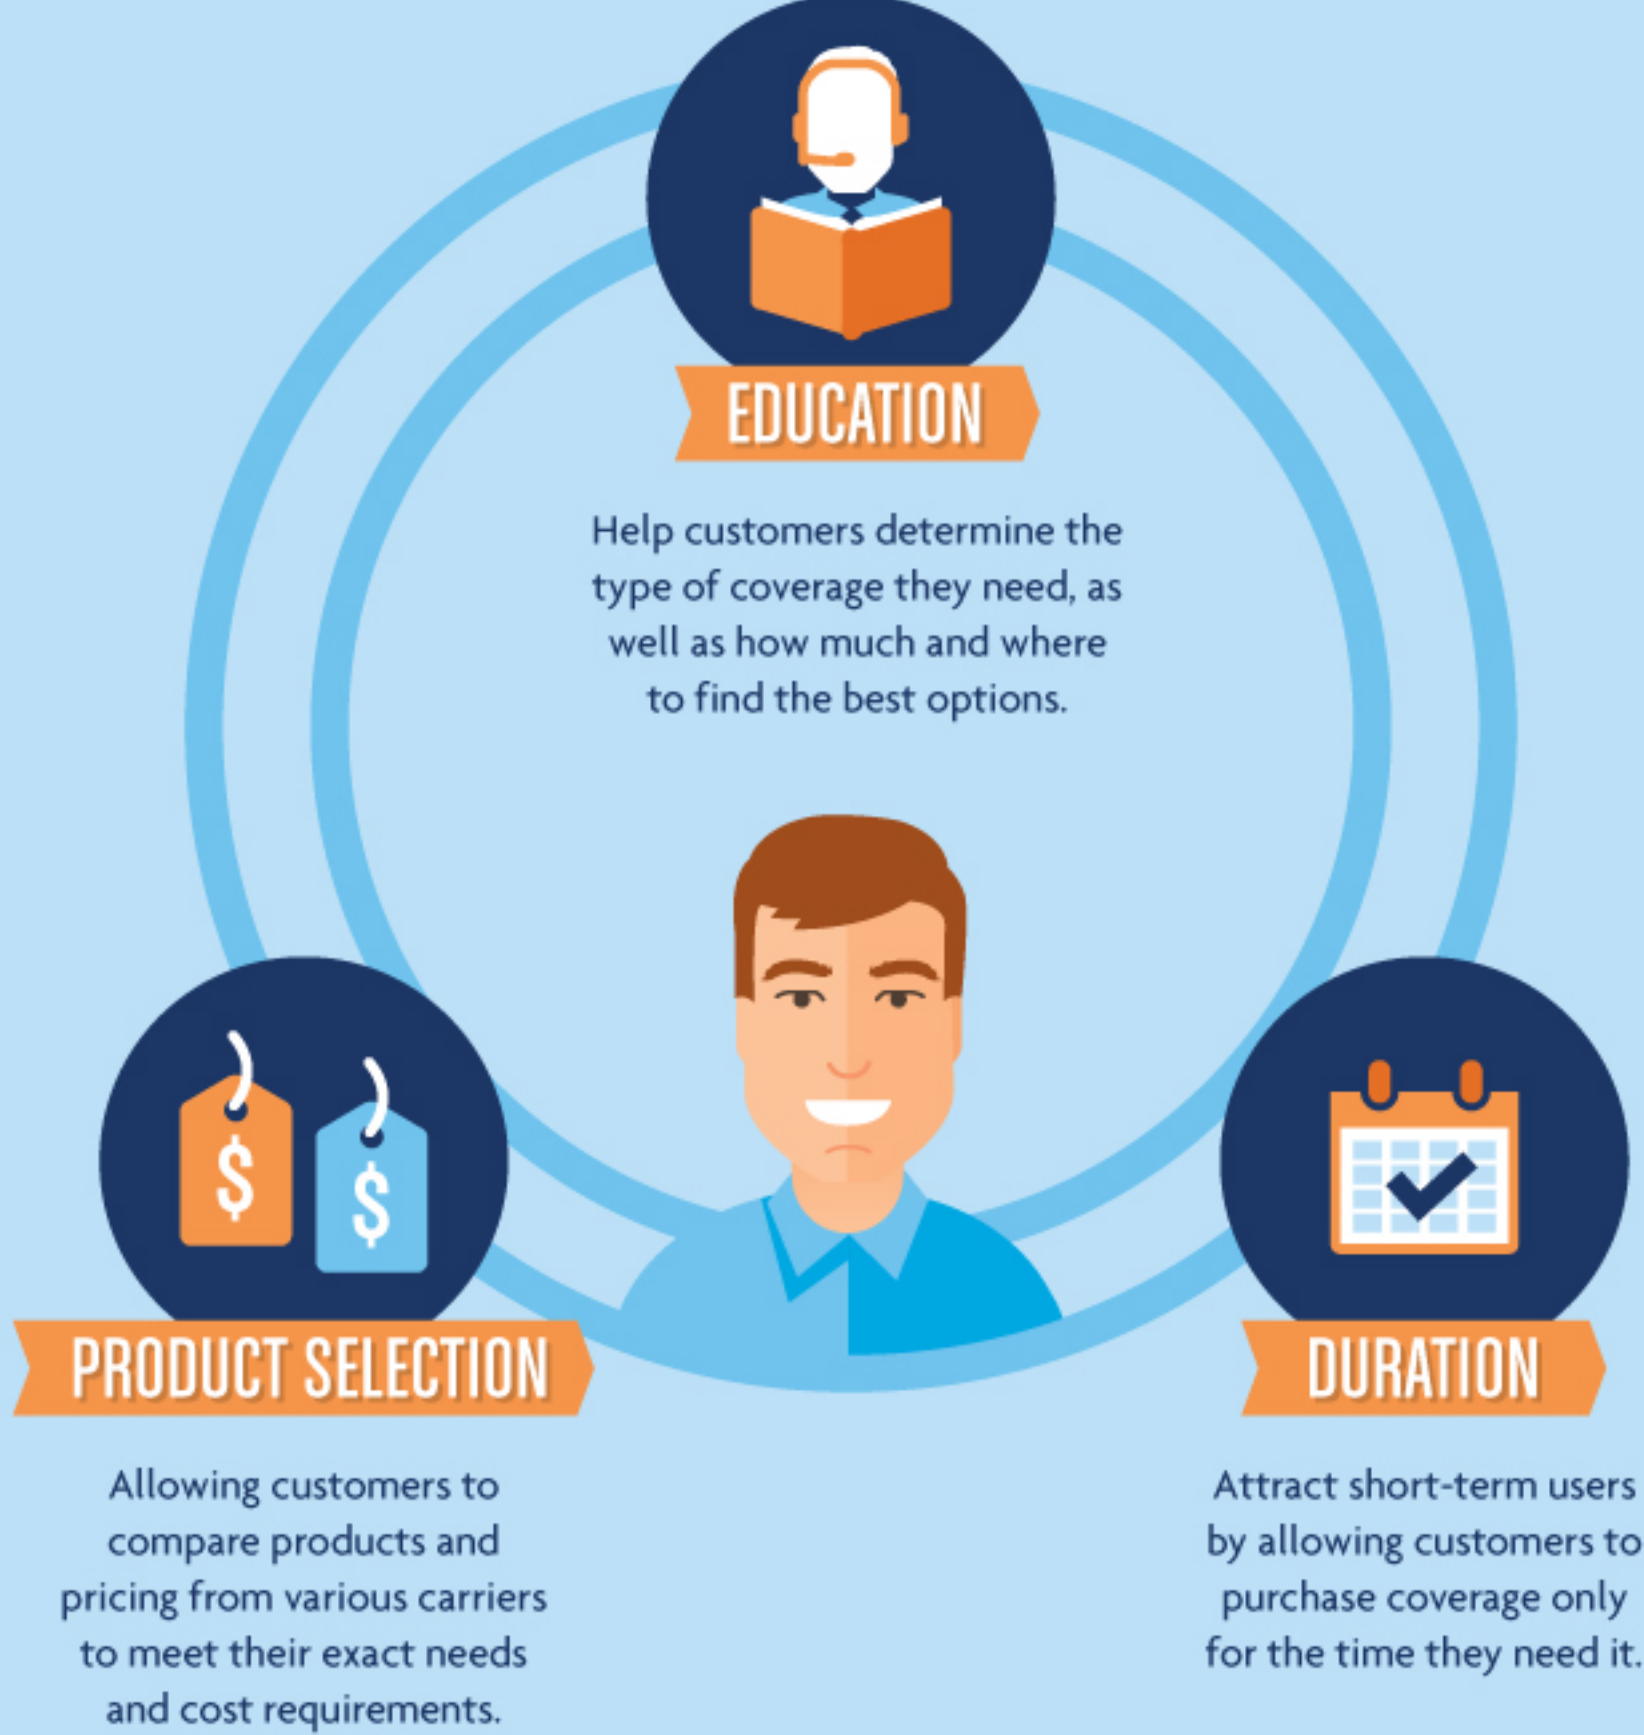 EDUCATION
Help customers determine the
type of coverage they need, as
well as how much and where
to find the best options.
$
$
PRODUCT SELECTION
Allowing customers to
compare products and
pricing from various carriers
to meet their exact needs
and cost requirements.
DURATION
Attract short-term users
by allowing customers to
purchase coverage only
for the time they need it.